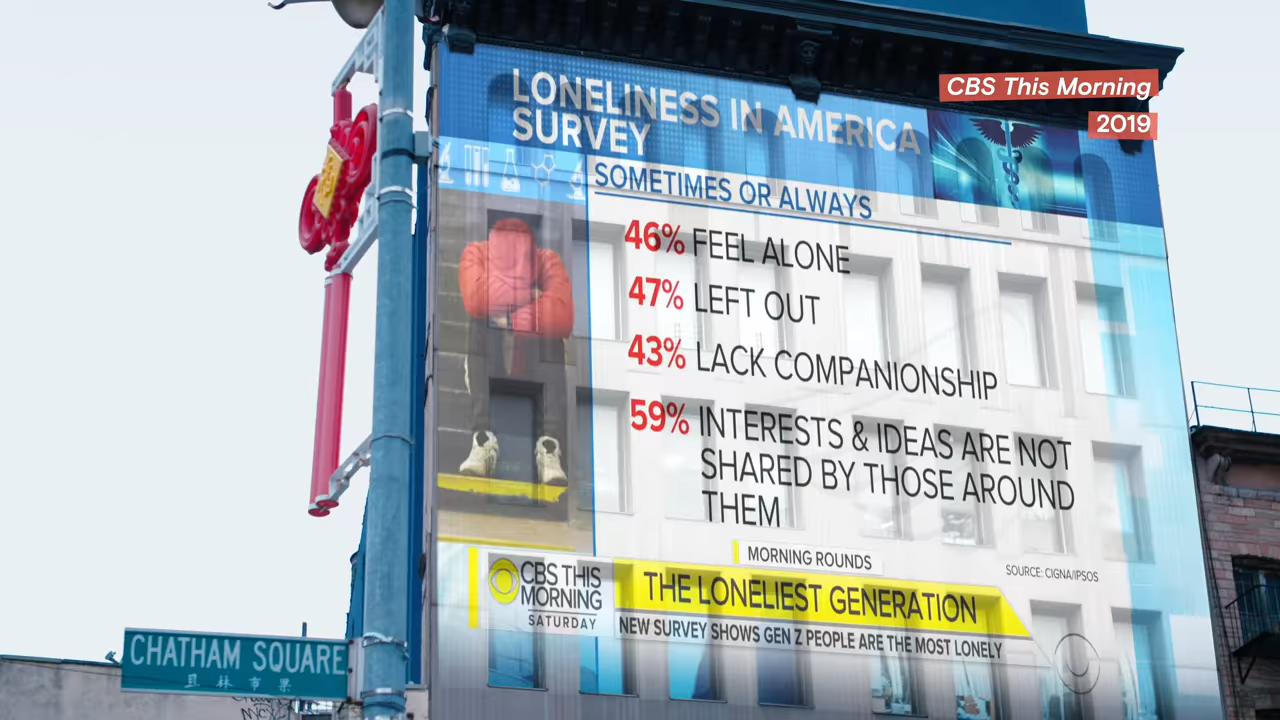 CBS This Morning
2019
LONELINESS IN AMERICA
SURVEY
SOMETIMES OR ALWAYS
46% FEEL ALONE
47% LEFT OUT
43% LACK COMPANIONSHIP
59% INTERESTS & IDEAS ARE NOT
SHARED BY THOSE AROUND
THEM
MORNING ROUNDS
SOURCE: CIGNA/IPSOS
CBS THIS
MORNING
SATURDAY
THE LONELIEST GENERATION
NEW SURVEY SHOWS GEN Z PEOPLE ARE THE MOST LONELY
CHATHAM SQUARE